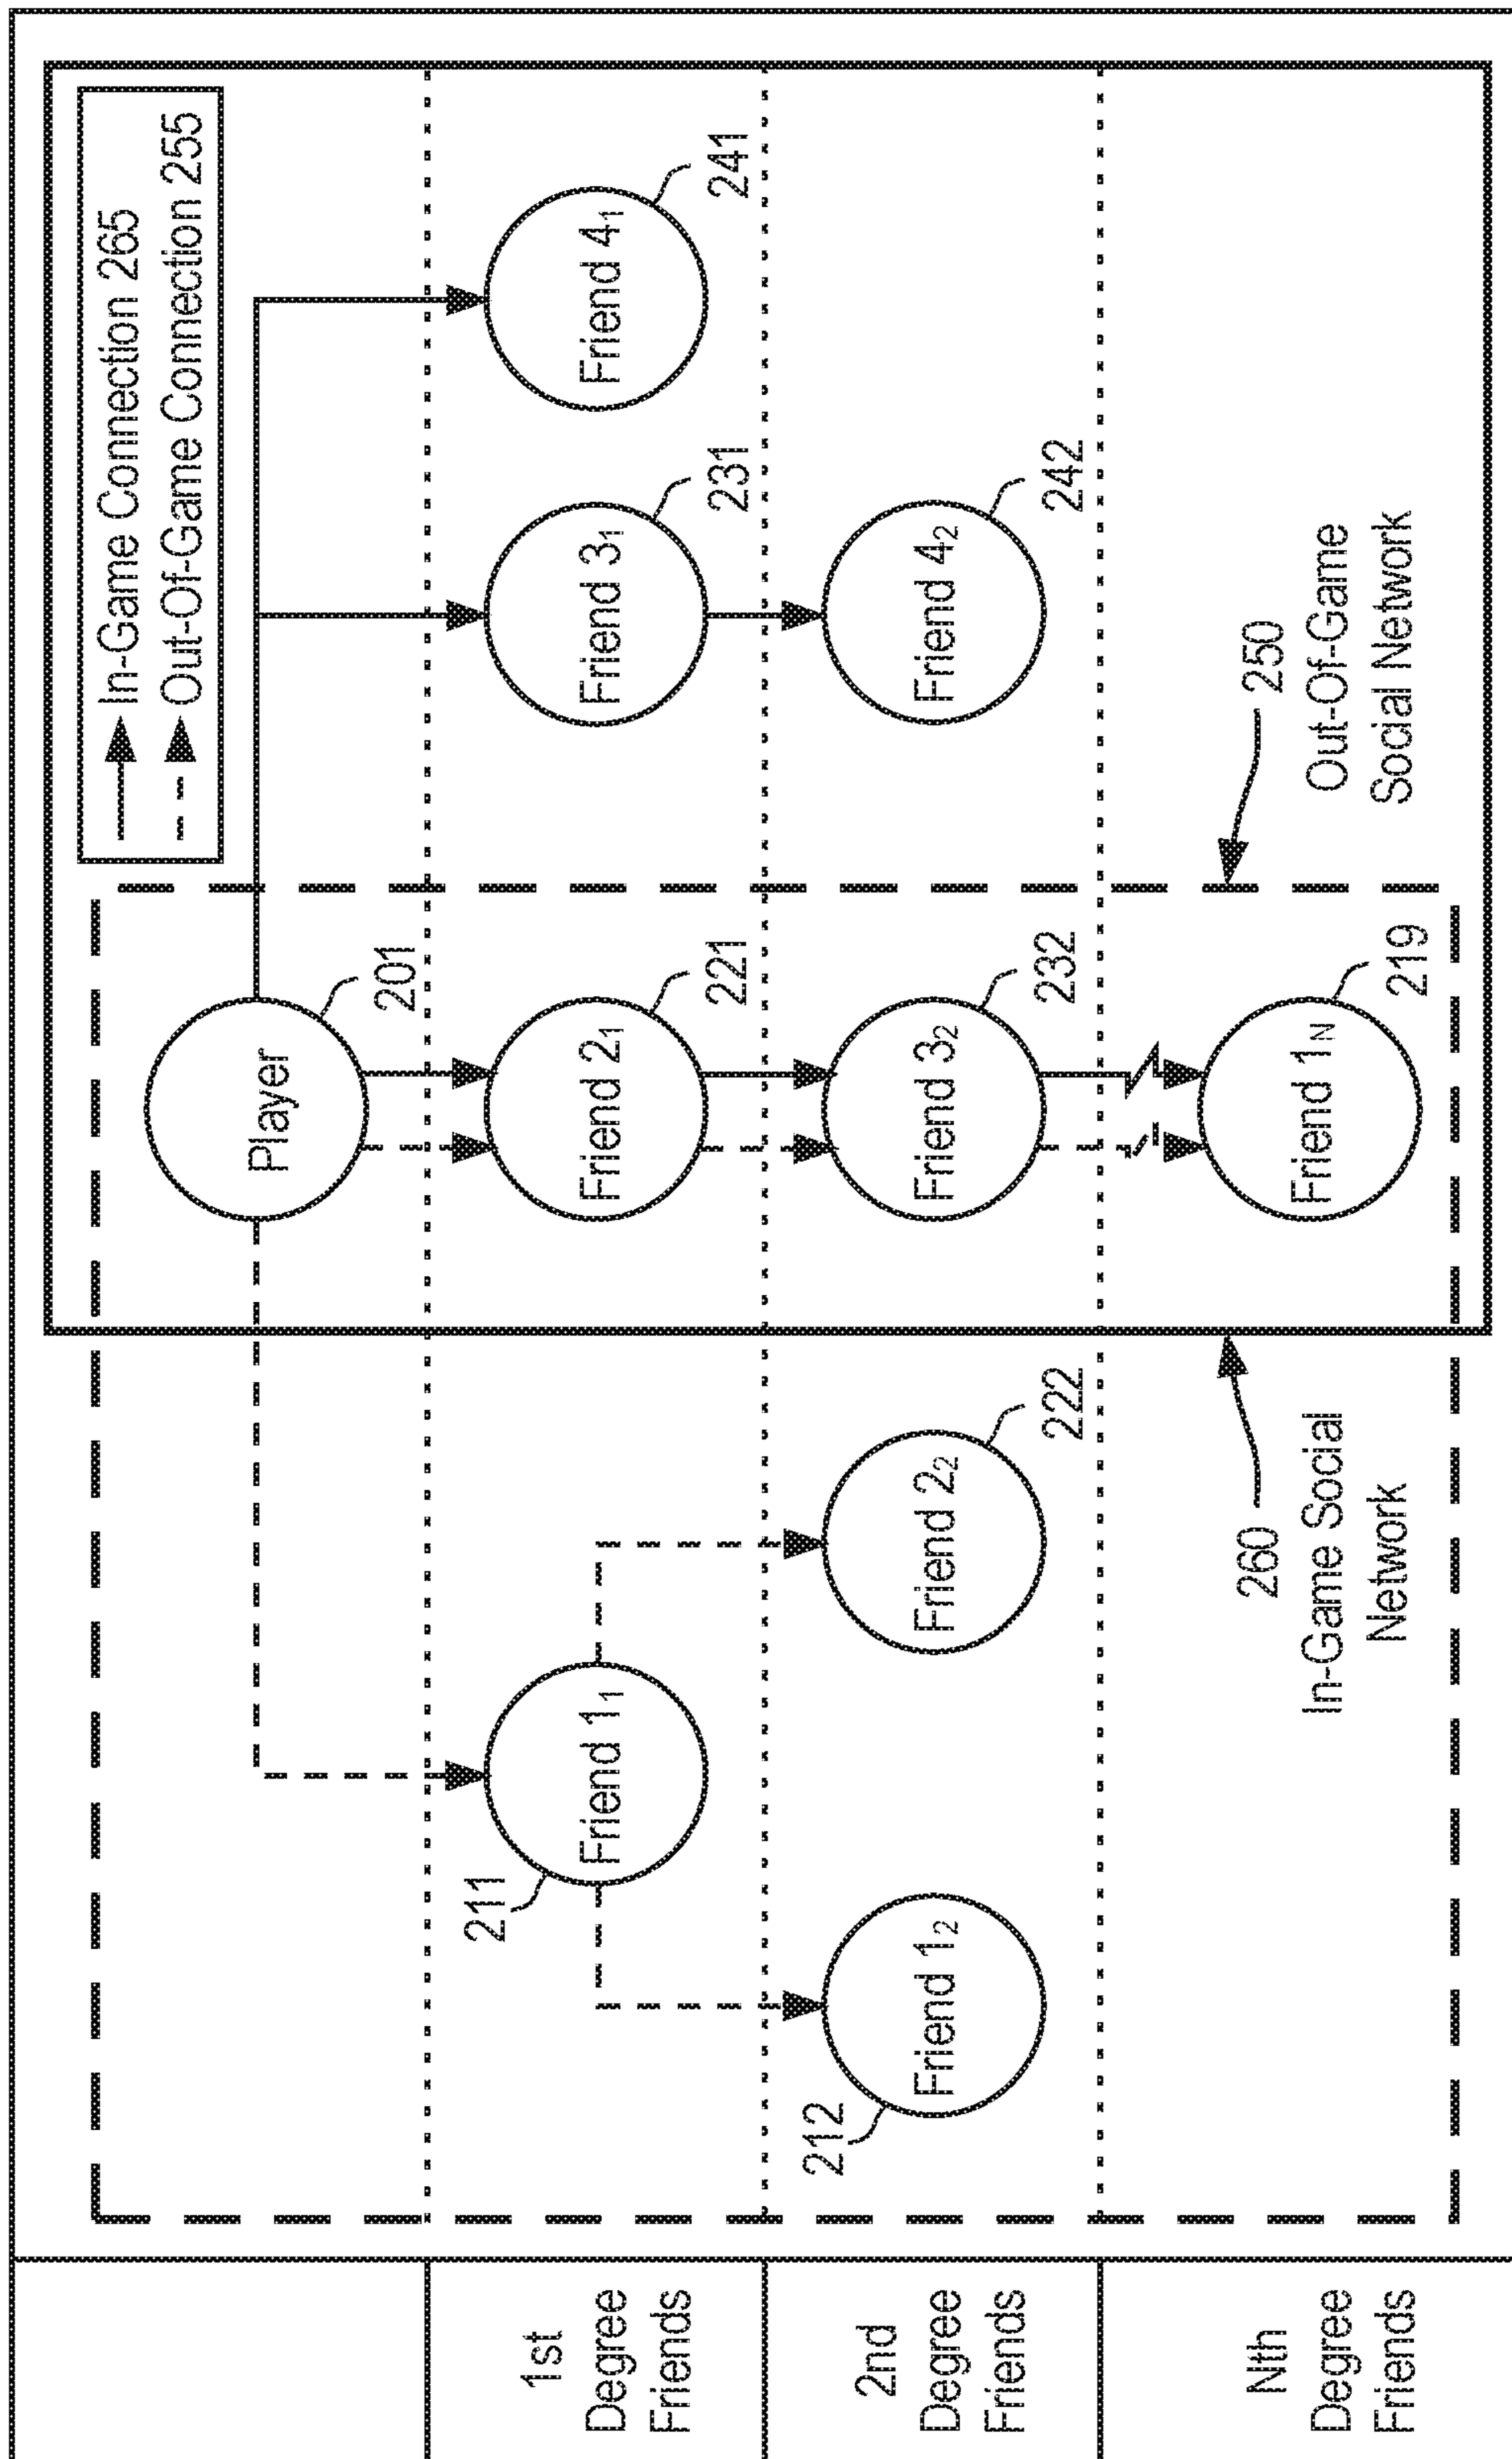 In-Game Connection 265
Out-Of-Game Connection 255
Player
201
1st
Degree
Friends
211
Friend 1₁
Friend 2₁
221
Friend 3₁
231
Friend 4₁
241
2nd
Degree
Friends
212
Friend 1₂
Friend 2₂
222
Friend 3₂
232
Friend 4₂
242
Nth
Degree
Friends
260
In-Game Social
Network
Friend 1N
219
250
Out-Of-Game
Social Network